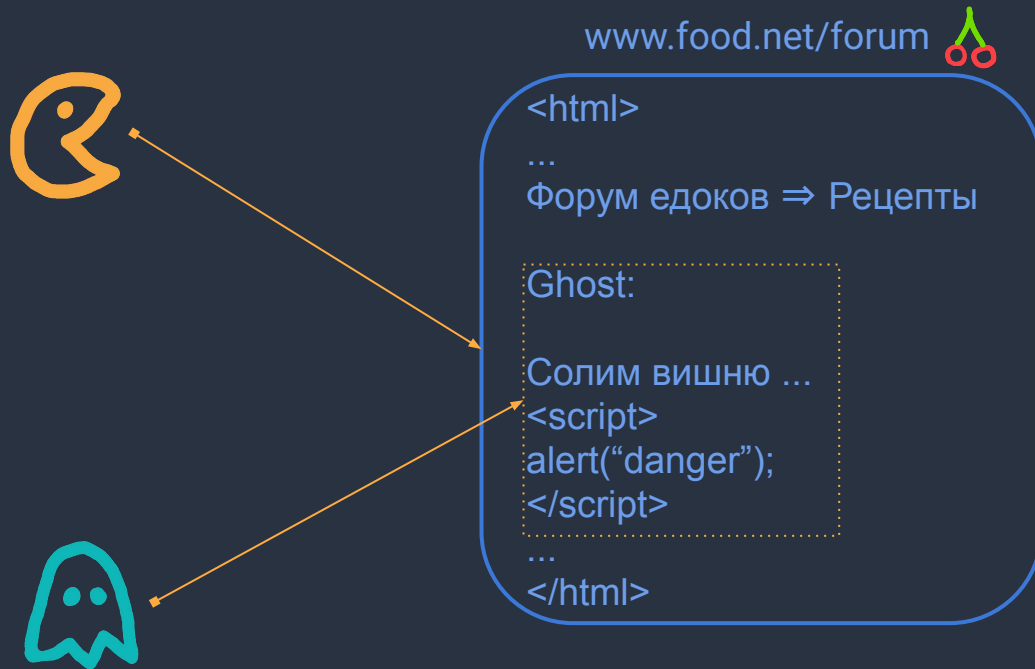 www.food.net/forum
<html>
...
Форум едоков ⇒ Рецепты
Ghost:
Солим вишню ...
<script>
alert(“danger”);
</script>
...
</html>